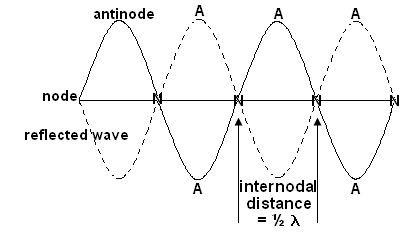 antinode A A A
node N N N N
reflected wave
A A
internodal
distance
= ½ λ